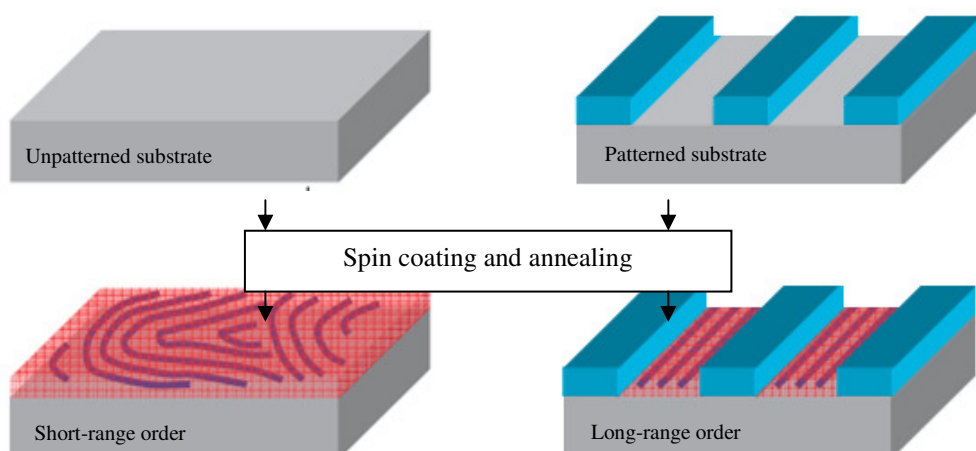 Unpatterned substrate
Patterned substrate
Spin coating and annealing
Short-range order
Long-range order